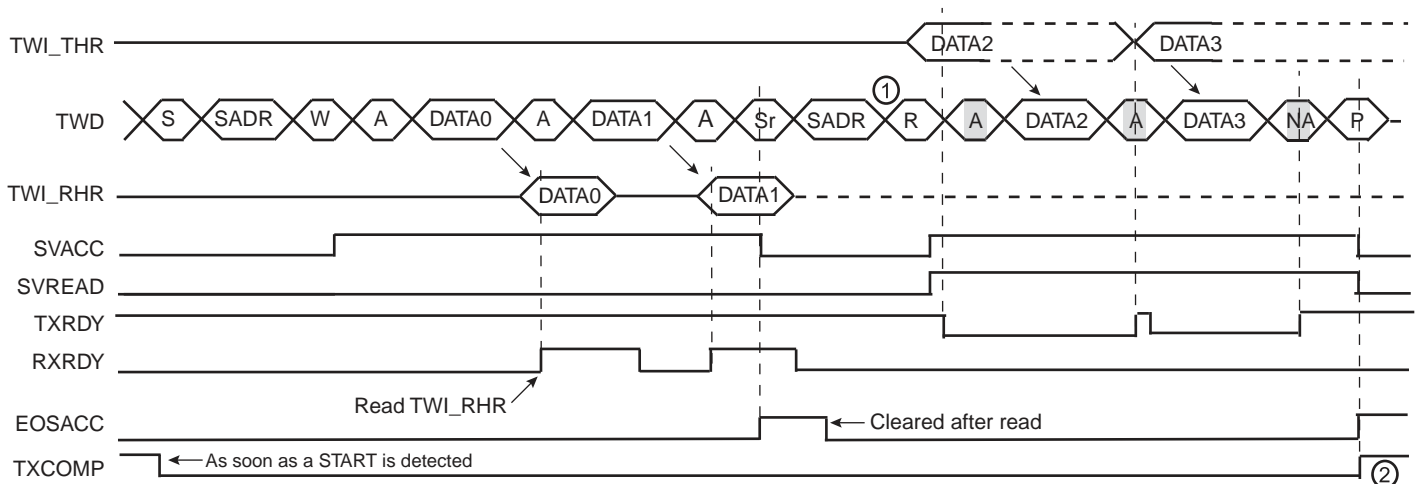 TWI_THR DATA2 DATA3
①
TWD S SADR W A DATA0 A DATA1 A Sr SADR R A DATA2 A DATA3 NA P
TWI_RHR DATA0 DATA1
SVACC
SVREAD
TXRDY
RXRDY
Read TWI_RHR
EOSACC Cleared after read
As soon as a START is detected
TXCOMP ②